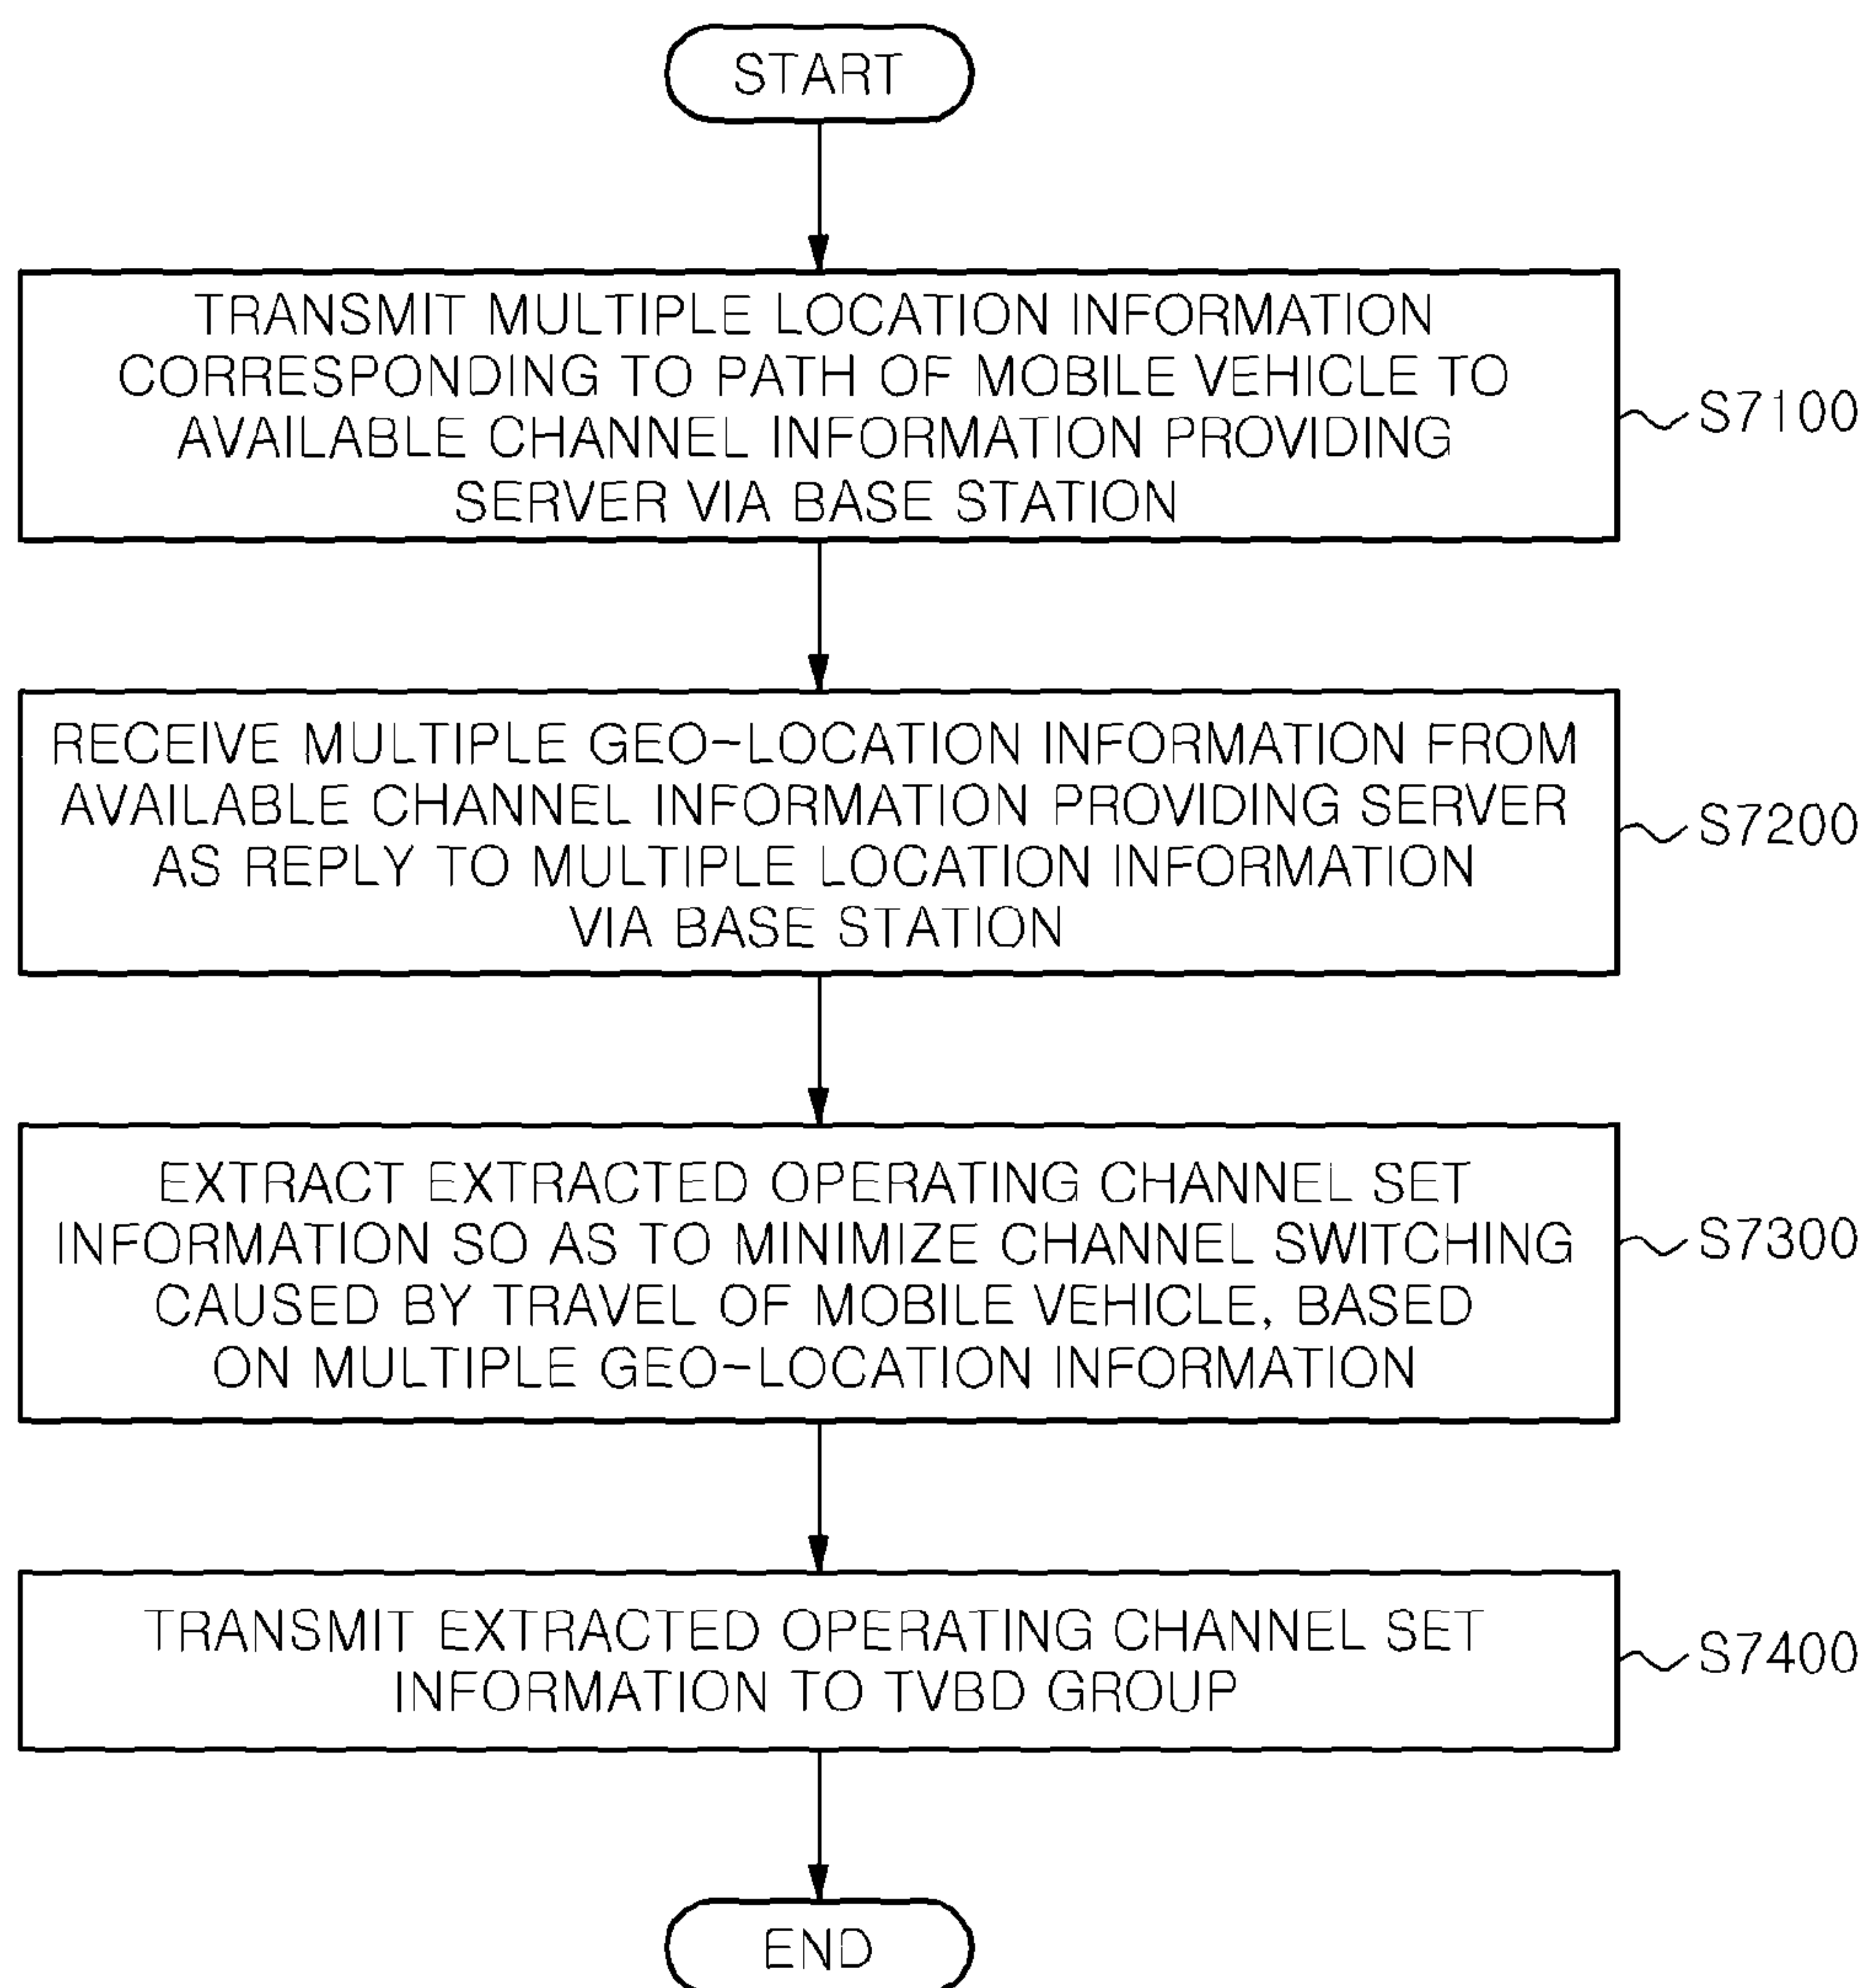 START
TRANSMIT MULTIPLE LOCATION INFORMATION
CORRESPONDING TO PATH OF MOBILE VEHICLE TO
AVAILABLE CHANNEL INFORMATION PROVIDING
SERVER VIA BASE STATION
S7100
RECEIVE MULTIPLE GEO-LOCATION INFORMATION FROM
AVAILABLE CHANNEL INFORMATION PROVIDING SERVER
AS REPLY TO MULTIPLE LOCATION INFORMATION
VIA BASE STATION
S7200
EXTRACT EXTRACTED OPERATING CHANNEL SET
INFORMATION SO AS TO MINIMIZE CHANNEL SWITCHING
CAUSED BY TRAVEL OF MOBILE VEHICLE, BASED
ON MULTIPLE GEO-LOCATION INFORMATION
S7300
TRANSMIT EXTRACTED OPERATING CHANNEL SET
INFORMATION TO TVBD GROUP
S7400
END